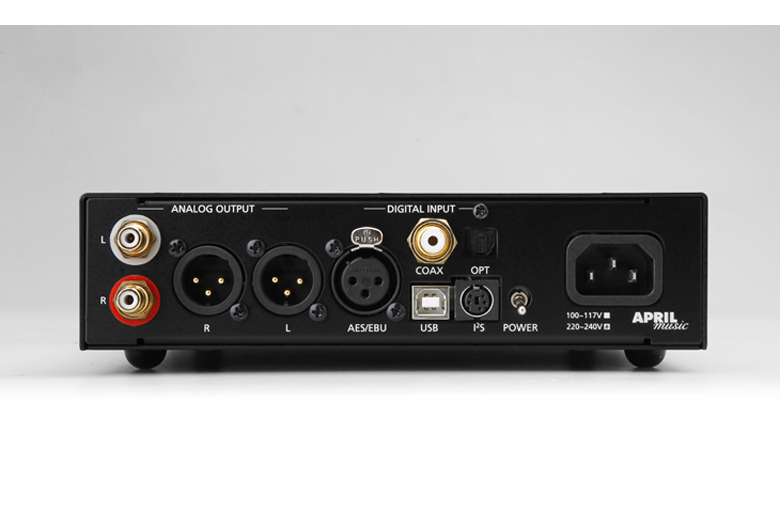 ANALOG OUTPUT
DIGITAL INPUT
L
PUSH
COAX
OPT
R
R
L
AES/EBU
USB
I²S
POWER
100~117V
220~240V
APRIL
music